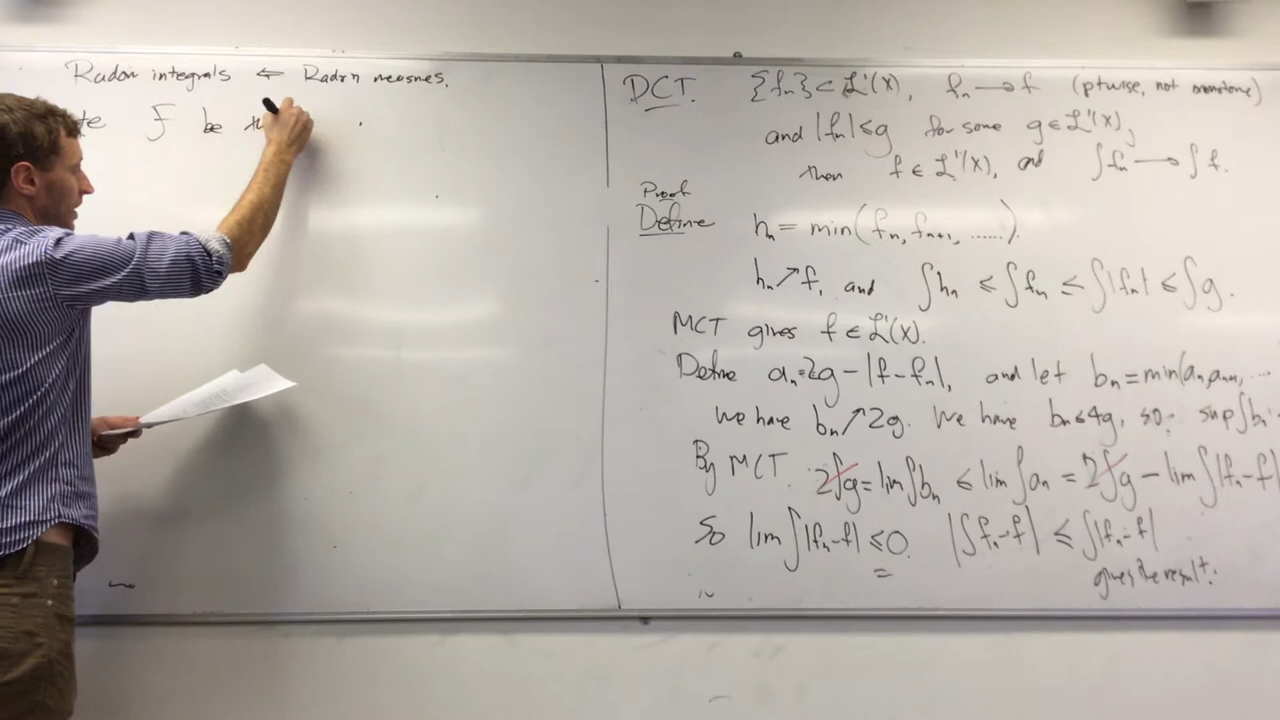 Radon integrals ⇐ Radon measures.
te F be
DCT. {fn} ⊂ L¹(X), fn → f (ptwise, not monotone)
and |fn| ≤ g for some g ∈ L¹(X),
then f ∈ L¹(X), and ∫fn → ∫f.
Proof
Define hn = min(fn, fn+1, ......).
hn ↗ f, and ∫hn ≤ ∫fn ≤ ∫|fn| ≤ ∫g.
MCT gives f ∈ L¹(X).
Define an = 2g − |f − fn|, and let bn = min(an, an+1, ...
We have bn ↗ 2g. We have bn ≤ 4g, so: sup∫bn
By MCT. 2∫g = lim∫bn ≤ lim∫an = 2∫g − lim∫|fn−f|
So lim∫|fn−f| ≤ 0. |∫fn−f| ≤ ∫|fn−f|
gives the result.